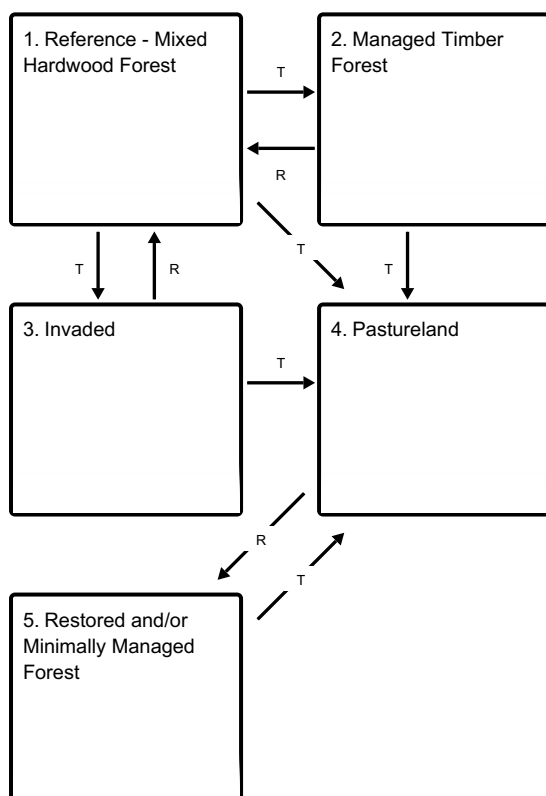 1. Reference - Mixed
Hardwood Forest
2. Managed Timber
Forest
T
R
T
T
R
T
3. Invaded
4. Pastureland
T
R
T
5. Restored and/or
Minimally Managed
Forest